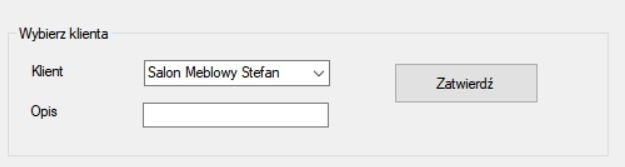 Wybierz klienta
Klient Salon Meblowy Stefan Zatwierdź
Opis